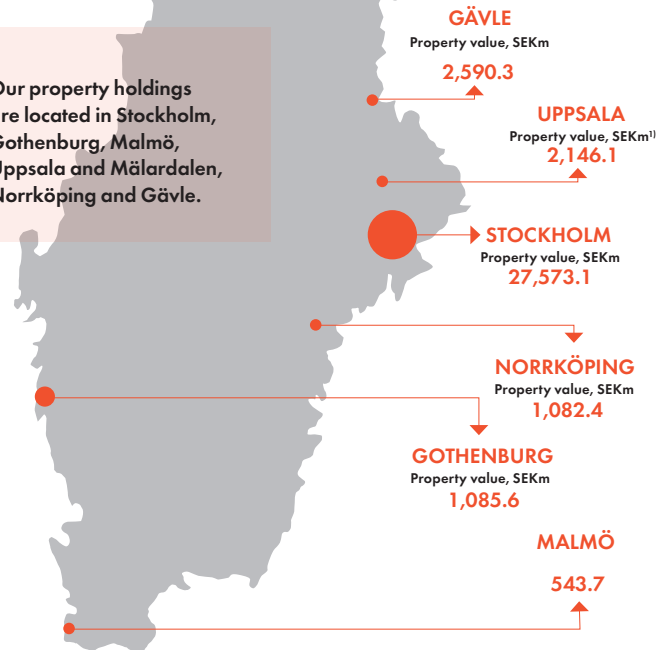 GÄVLE
Property value, SEKm
2,590.3
Our property holdings
are located in Stockholm,
Gothenburg, Malmö,
Uppsala and Mälardalen,
Norrköping and Gävle.
UPPSALA
Property value, SEKm¹⁾
2,146.1
STOCKHOLM
Property value, SEKm
27,573.1
NORRKÖPING
Property value, SEKm
1,082.4
GOTHENBURG
Property value, SEKm
1,085.6
MALMÖ
543.7